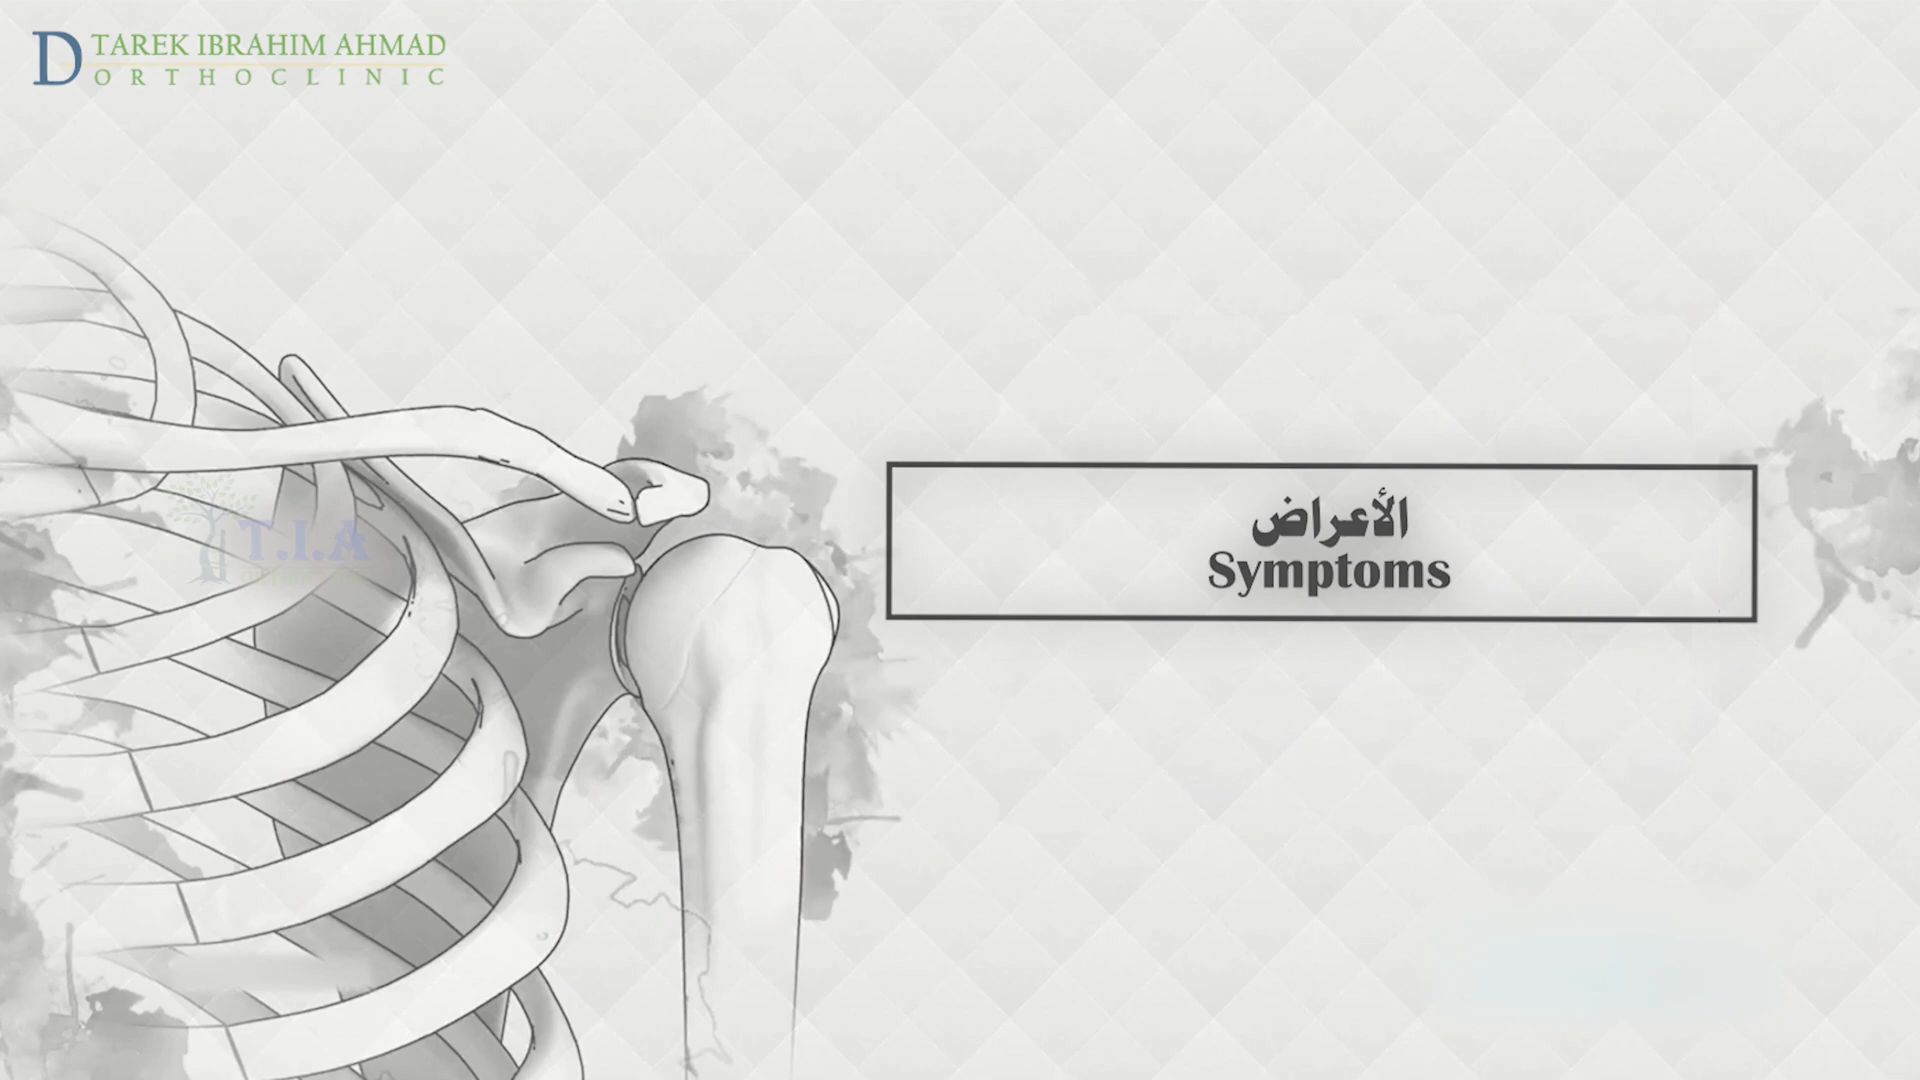 D TAREK IBRAHIM AHMAD
ORTHOCLINIC
الأعراض
Symptoms
T.I.A